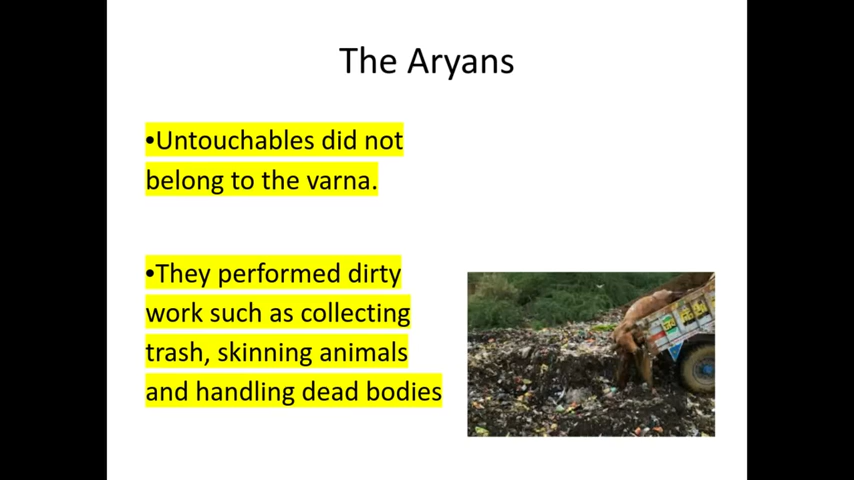 The Aryans
•Untouchables did not
belong to the varna.
•They performed dirty
work such as collecting
trash, skinning animals
and handling dead bodies